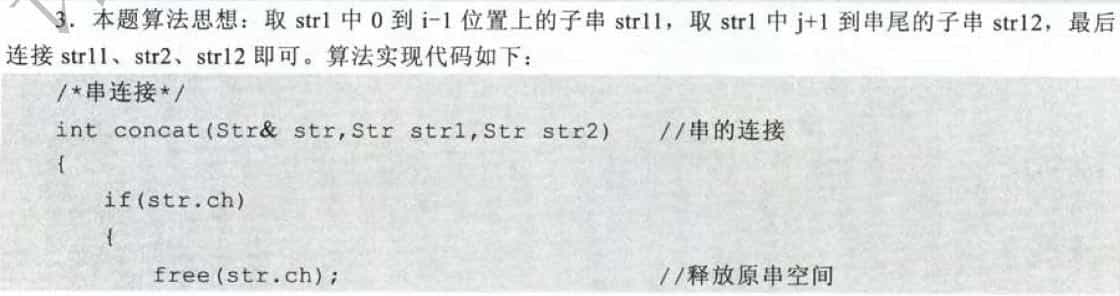 3. 本题算法思想：取 str1 中 0 到 i-1 位置上的子串 str11，取 str1 中 j+1 到串尾的子串 str12，最后
连接 str11、str2、str12 即可。算法实现代码如下：
/*串连接*/
int concat(Str& str,Str str1,Str str2) //串的连接
{
if(str.ch)
{
free(str.ch); //释放原串空间